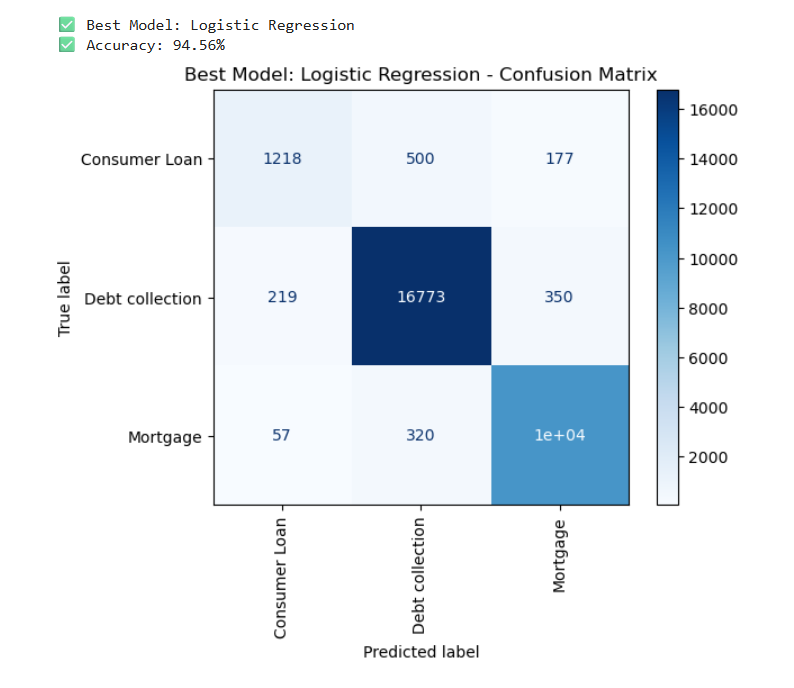 ✅ Best Model: Logistic Regression
✅ Accuracy: 94.56%
Best Model: Logistic Regression - Confusion Matrix
Consumer Loan 1218 500 177
Debt collection 219 16773 350
Mortgage 57 320 1e+04
True label
Consumer Loan
Debt collection
Mortgage
Predicted label
16000
14000
12000
10000
8000
6000
4000
2000